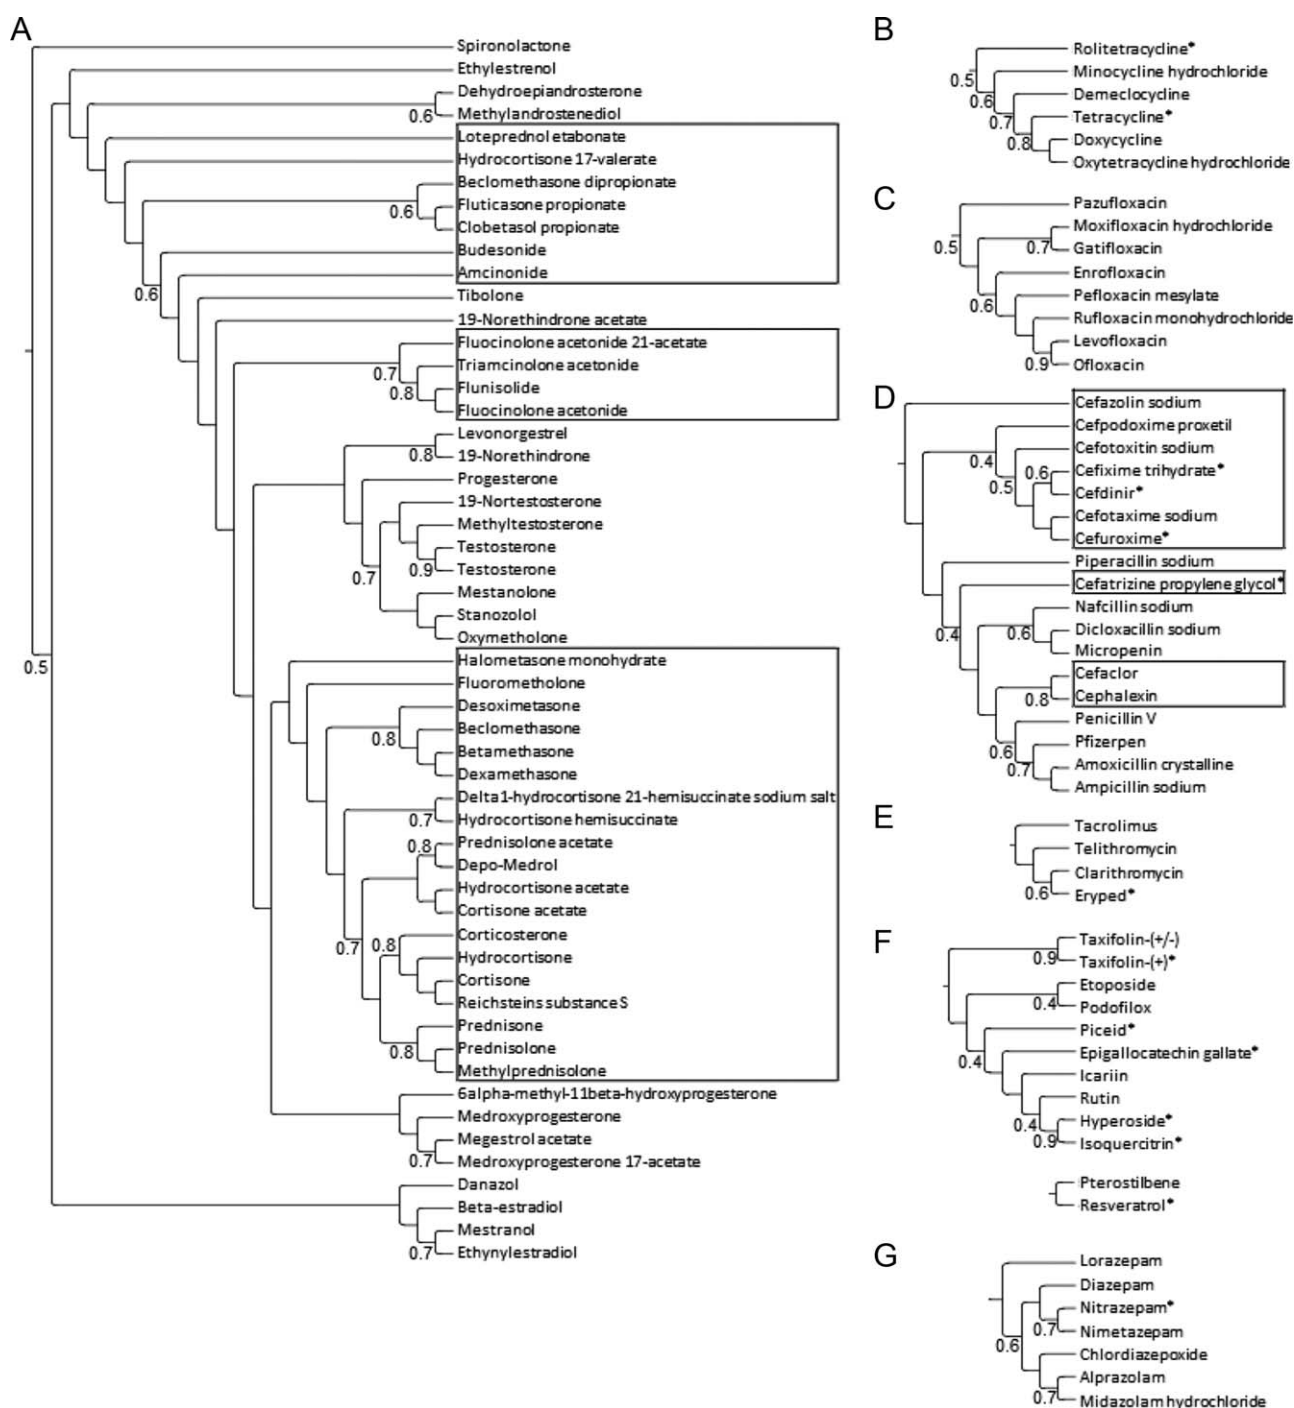 A
Spironolactone
Ethylestrenol
Dehydroepiandrosterone
0.6
Methylandrostenediol
Loteprednol etabonate
Hydrocortisone 17-valerate
Beclomethasone dipropionate
0.6
Fluticasone propionate
Clobetasol propionate
Budesonide
Amcinonide
0.6
Tibolone
19-Norethindrone acetate
Fluocinolone acetonide 21-acetate
0.7
Triamcinolone acetonide
0.8
Flunisolide
Fluocinolone acetonide
Levonorgestrel
0.8
19-Norethindrone
Progesterone
19-Nortestosterone
Methyltestosterone
Testosterone
0.9
Testosterone
0.7
Mestanolone
Stanozolol
Oxymetholone
0.5
Halometasone monohydrate
Fluorometholone
Desoximetasone
0.8
Beclomethasone
Betamethasone
Dexamethasone
Delta1-hydrocortisone 21-hemisuccinate sodium salt
0.7
Hydrocortisone hemisuccinate
0.8
Prednisolone acetate
Depo-Medrol
Hydrocortisone acetate
Cortisone acetate
0.7
0.8
Corticosterone
Hydrocortisone
Cortisone
Reichsteins substance S
Prednisone
0.8
Prednisolone
Methylprednisolone
6alpha-methyl-11beta-hydroxyprogesterone
Medroxyprogesterone
Megestrol acetate
0.7
Medroxyprogesterone 17-acetate
Danazol
Beta-estradiol
Mestranol
0.7
Ethynylestradiol
B
Rolitetracycline*
0.5
Minocycline hydrochloride
0.6
Demeclocycline
0.7
Tetracycline*
0.8
Doxycycline
Oxytetracycline hydrochloride
C
Pazufloxacin
Moxifloxacin hydrochloride
0.5
0.7
Gatifloxacin
Enrofloxacin
0.6
Pefloxacin mesylate
Rufloxacin monohydrochloride
Levofloxacin
0.9
Ofloxacin
D
Cefazolin sodium
Cefpodoxime proxetil
Cefotoxitin sodium
0.4
0.6
Cefixime trihydrate*
0.5
Cefdinir*
Cefotaxime sodium
Cefuroxime*
Piperacillin sodium
Cefatrizine propylene glycol*
Nafcillin sodium
0.4
0.6
Dicloxacillin sodium
Micropenin
Cefaclor
0.8
Cephalexin
Penicillin V
0.6
Pfizerpen
0.7
Amoxicillin crystalline
Ampicillin sodium
E
Tacrolimus
Telithromycin
Clarithromycin
0.6
Eryped*
F
Taxifolin-(+/-)
0.9
Taxifolin-(+)*
Etoposide
0.4
Podofilox
Piceid*
0.4
Epigallocatechin gallate*
Icariin
Rutin
0.4
Hyperoside*
0.9
Isoquercitrin*
Pterostilbene
Resveratrol*
G
Lorazepam
Diazepam
Nitrazepam*
0.7
Nimetazepam
0.6
Chlordiazepoxide
Alprazolam
0.7
Midazolam hydrochloride